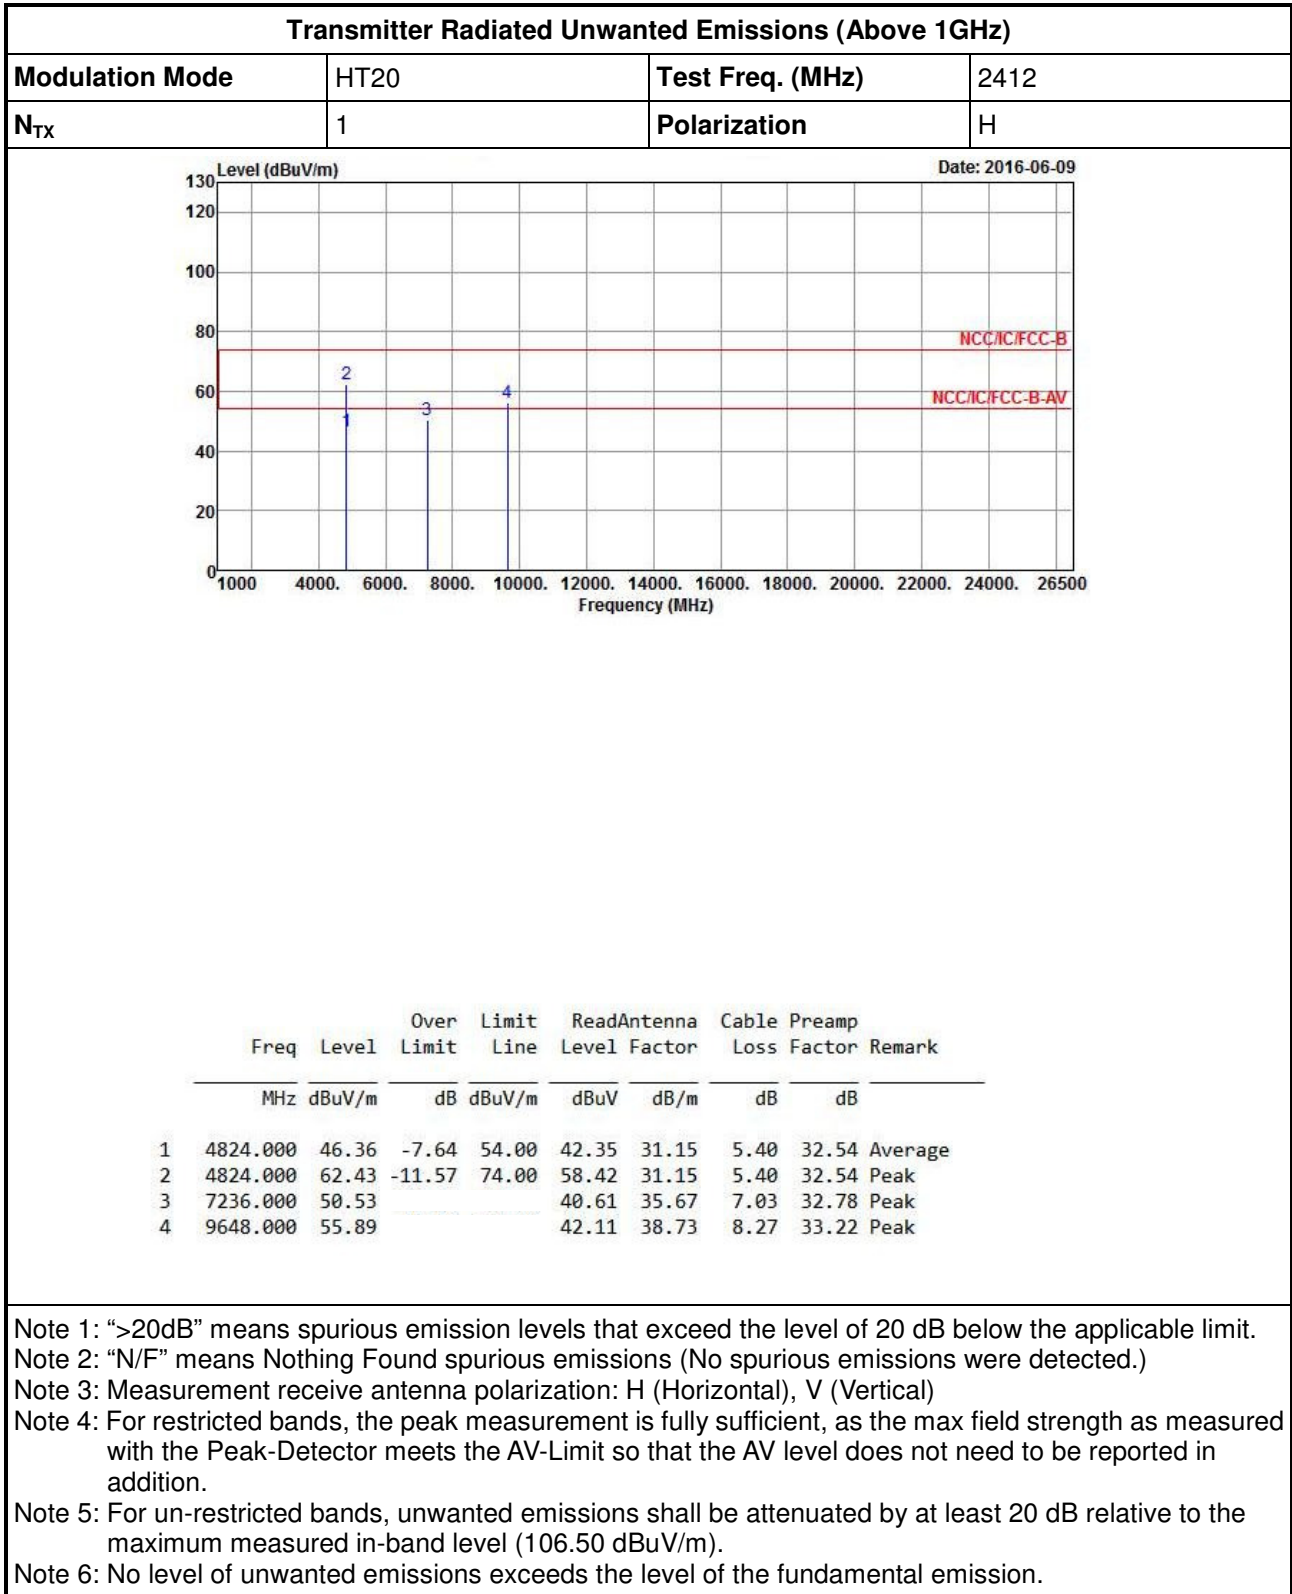 Transmitter Radiated Unwanted Emissions (Above 1GHz)
Modulation Mode HT20 Test Freq. (MHz) 2412
NTX 1 Polarization H
Level (dBuV/m) Date: 2016-06-09
130
120
100
80
NCC/IC/FCC-B
2
60
4
NCC/IC/FCC-B-AV
3
1
40
20
0
1000 4000. 6000. 8000. 10000. 12000. 14000. 16000. 18000. 20000. 22000. 24000. 26500
Frequency (MHz)
Over Limit ReadAntenna Cable Preamp
Freq Level Limit Line Level Factor Loss Factor Remark
MHz dBuV/m dB dBuV/m dBuV dB/m dB dB
1 4824.000 46.36 -7.64 54.00 42.35 31.15 5.40 32.54 Average
2 4824.000 62.43 -11.57 74.00 58.42 31.15 5.40 32.54 Peak
3 7236.000 50.53 40.61 35.67 7.03 32.78 Peak
4 9648.000 55.89 42.11 38.73 8.27 33.22 Peak
Note 1: “>20dB” means spurious emission levels that exceed the level of 20 dB below the applicable limit.
Note 2: “N/F” means Nothing Found spurious emissions (No spurious emissions were detected.)
Note 3: Measurement receive antenna polarization: H (Horizontal), V (Vertical)
Note 4: For restricted bands, the peak measurement is fully sufficient, as the max field strength as measured
with the Peak-Detector meets the AV-Limit so that the AV level does not need to be reported in
addition.
Note 5: For un-restricted bands, unwanted emissions shall be attenuated by at least 20 dB relative to the
maximum measured in-band level (106.50 dBuV/m).
Note 6: No level of unwanted emissions exceeds the level of the fundamental emission.